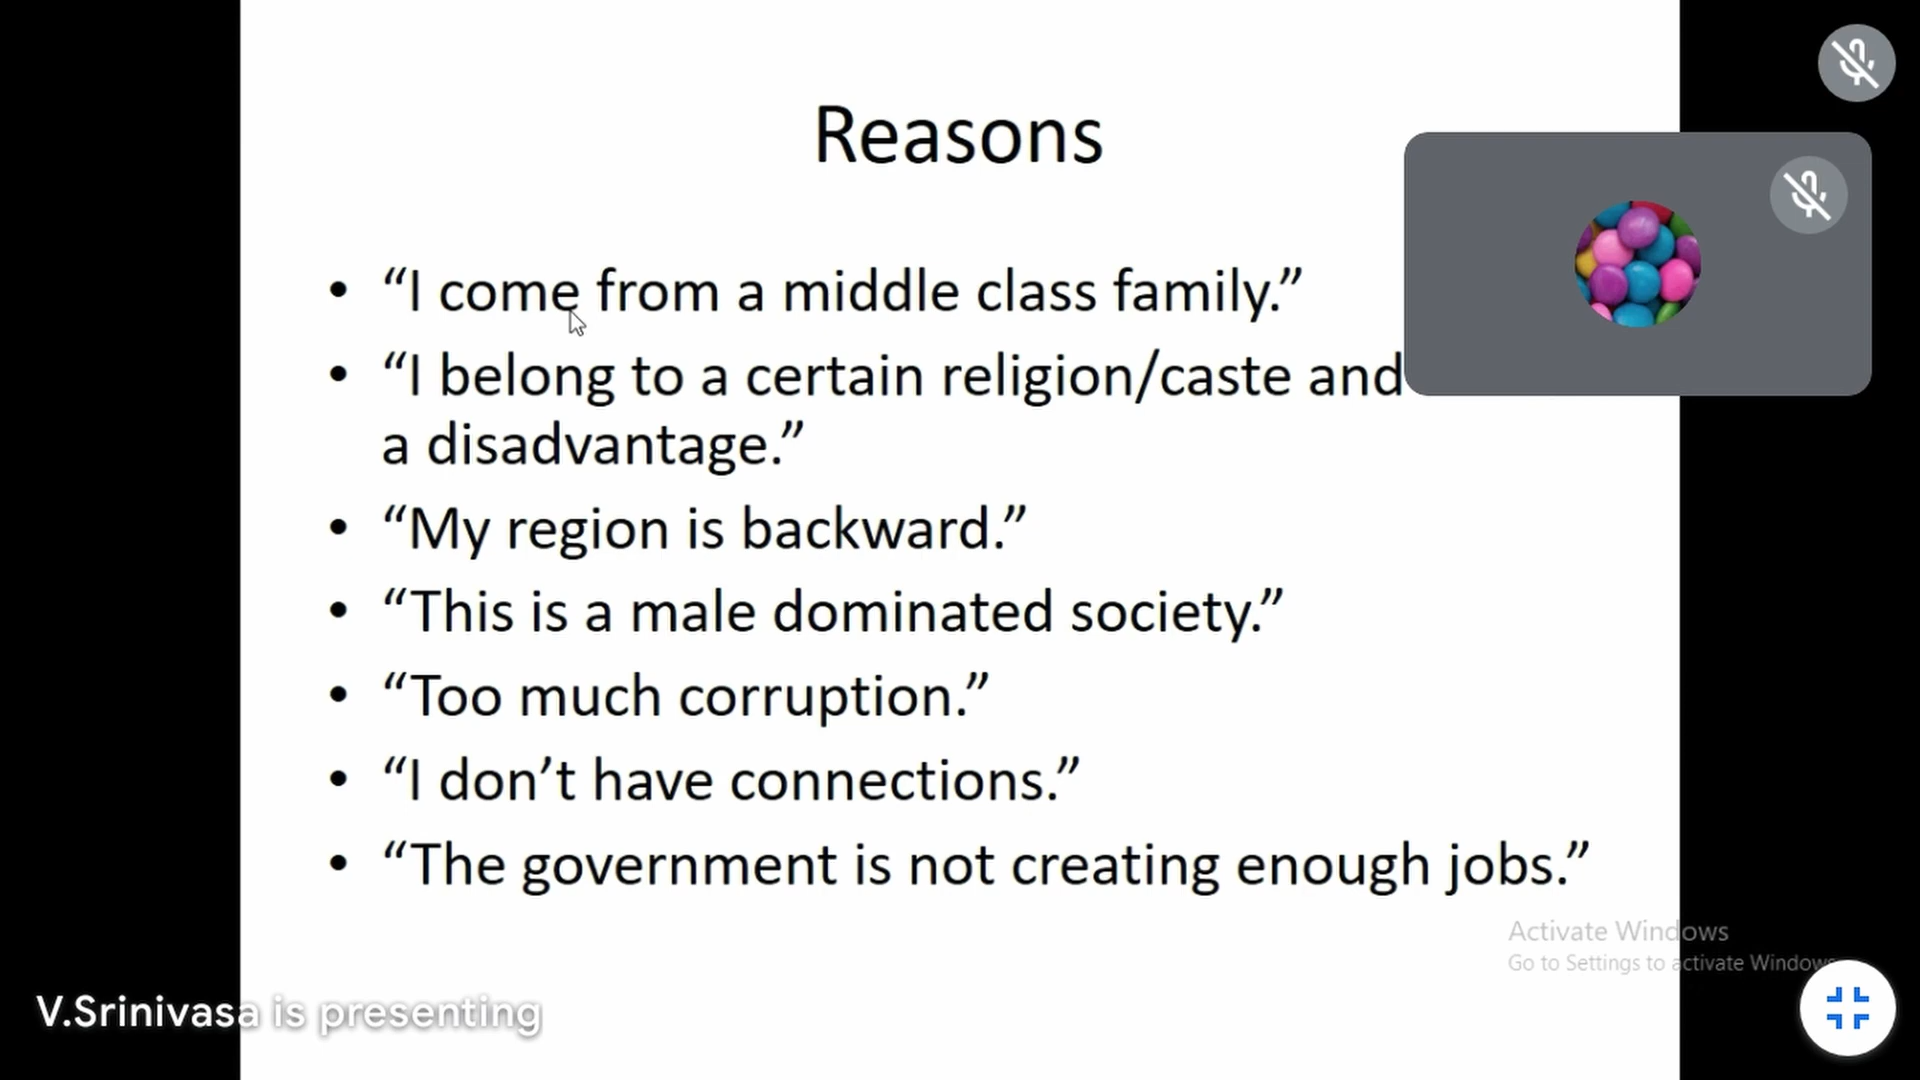 Reasons
• “I come from a middle class family.”
• “I belong to a certain religion/caste and
a disadvantage.”
• “My region is backward.”
• “This is a male dominated society.”
• “Too much corruption.”
• “I don’t have connections.”
• “The government is not creating enough jobs.”
Activate Windows
Go to Settings to activate Windows
V.Srinivasa is presenting